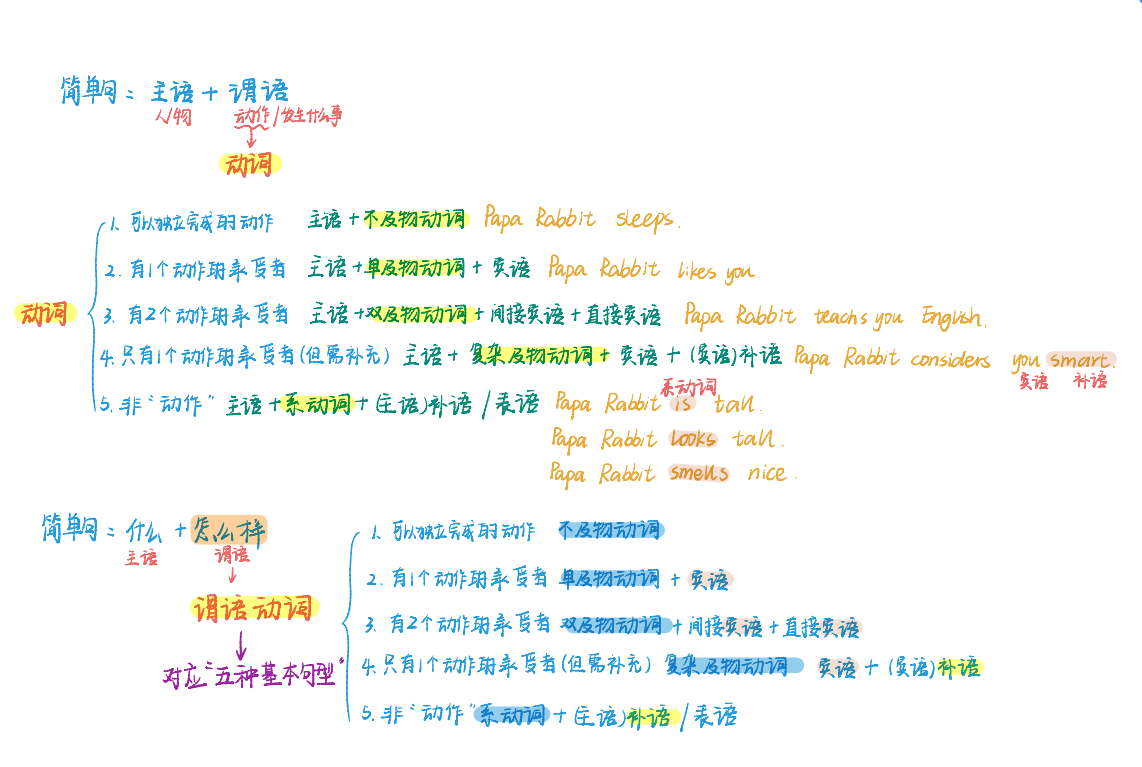 简单句 = 主语 + 谓语
人/物 动作/发生什么事
动词
动词
1. 可以独立完成的动作 主语+不及物动词 Papa Rabbit sleeps.
2. 有1个动作的承受者 主语+单及物动词+宾语 Papa Rabbit likes you.
3. 有2个动作的承受者 主语+双及物动词+间接宾语+直接宾语 Papa Rabbit teachs you English.
4. 只有1个动作的承受者(但需补充) 主语+复杂及物动词+宾语+(宾语)补语 Papa Rabbit considers you smart.
宾语 补语
系动词
5. 非“动作” 主语+系动词+(主语)补语/表语 Papa Rabbit is tall.
Papa Rabbit looks tall.
Papa Rabbit smells nice.
简单句 = 什么 + 怎么样
主语 谓语
谓语动词
对应“五种基本句型”
1. 可以独立完成的动作 不及物动词
2. 有1个动作的承受者 单及物动词+宾语
3. 有2个动作的承受者 双及物动词+间接宾语+直接宾语
4. 只有1个动作的承受者(但需补充) 复杂及物动词 宾语+(宾语)补语
5. 非“动作”系动词+(主语)补语/表语